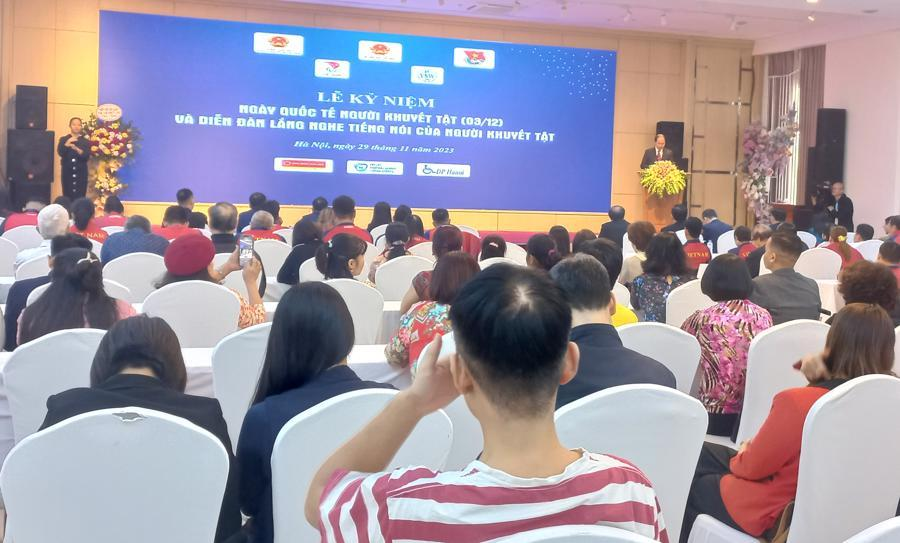 LỄ KỶ NIỆM
NGÀY QUỐC TẾ NGƯỜI KHUYẾT TẬT (03/12)
VÀ DIỄN ĐÀN LẮNG NGHE TIẾNG NÓI CỦA NGƯỜI KHUYẾT TẬT
Hà Nội, ngày 29 tháng 11 năm 2023
DP Hanoi